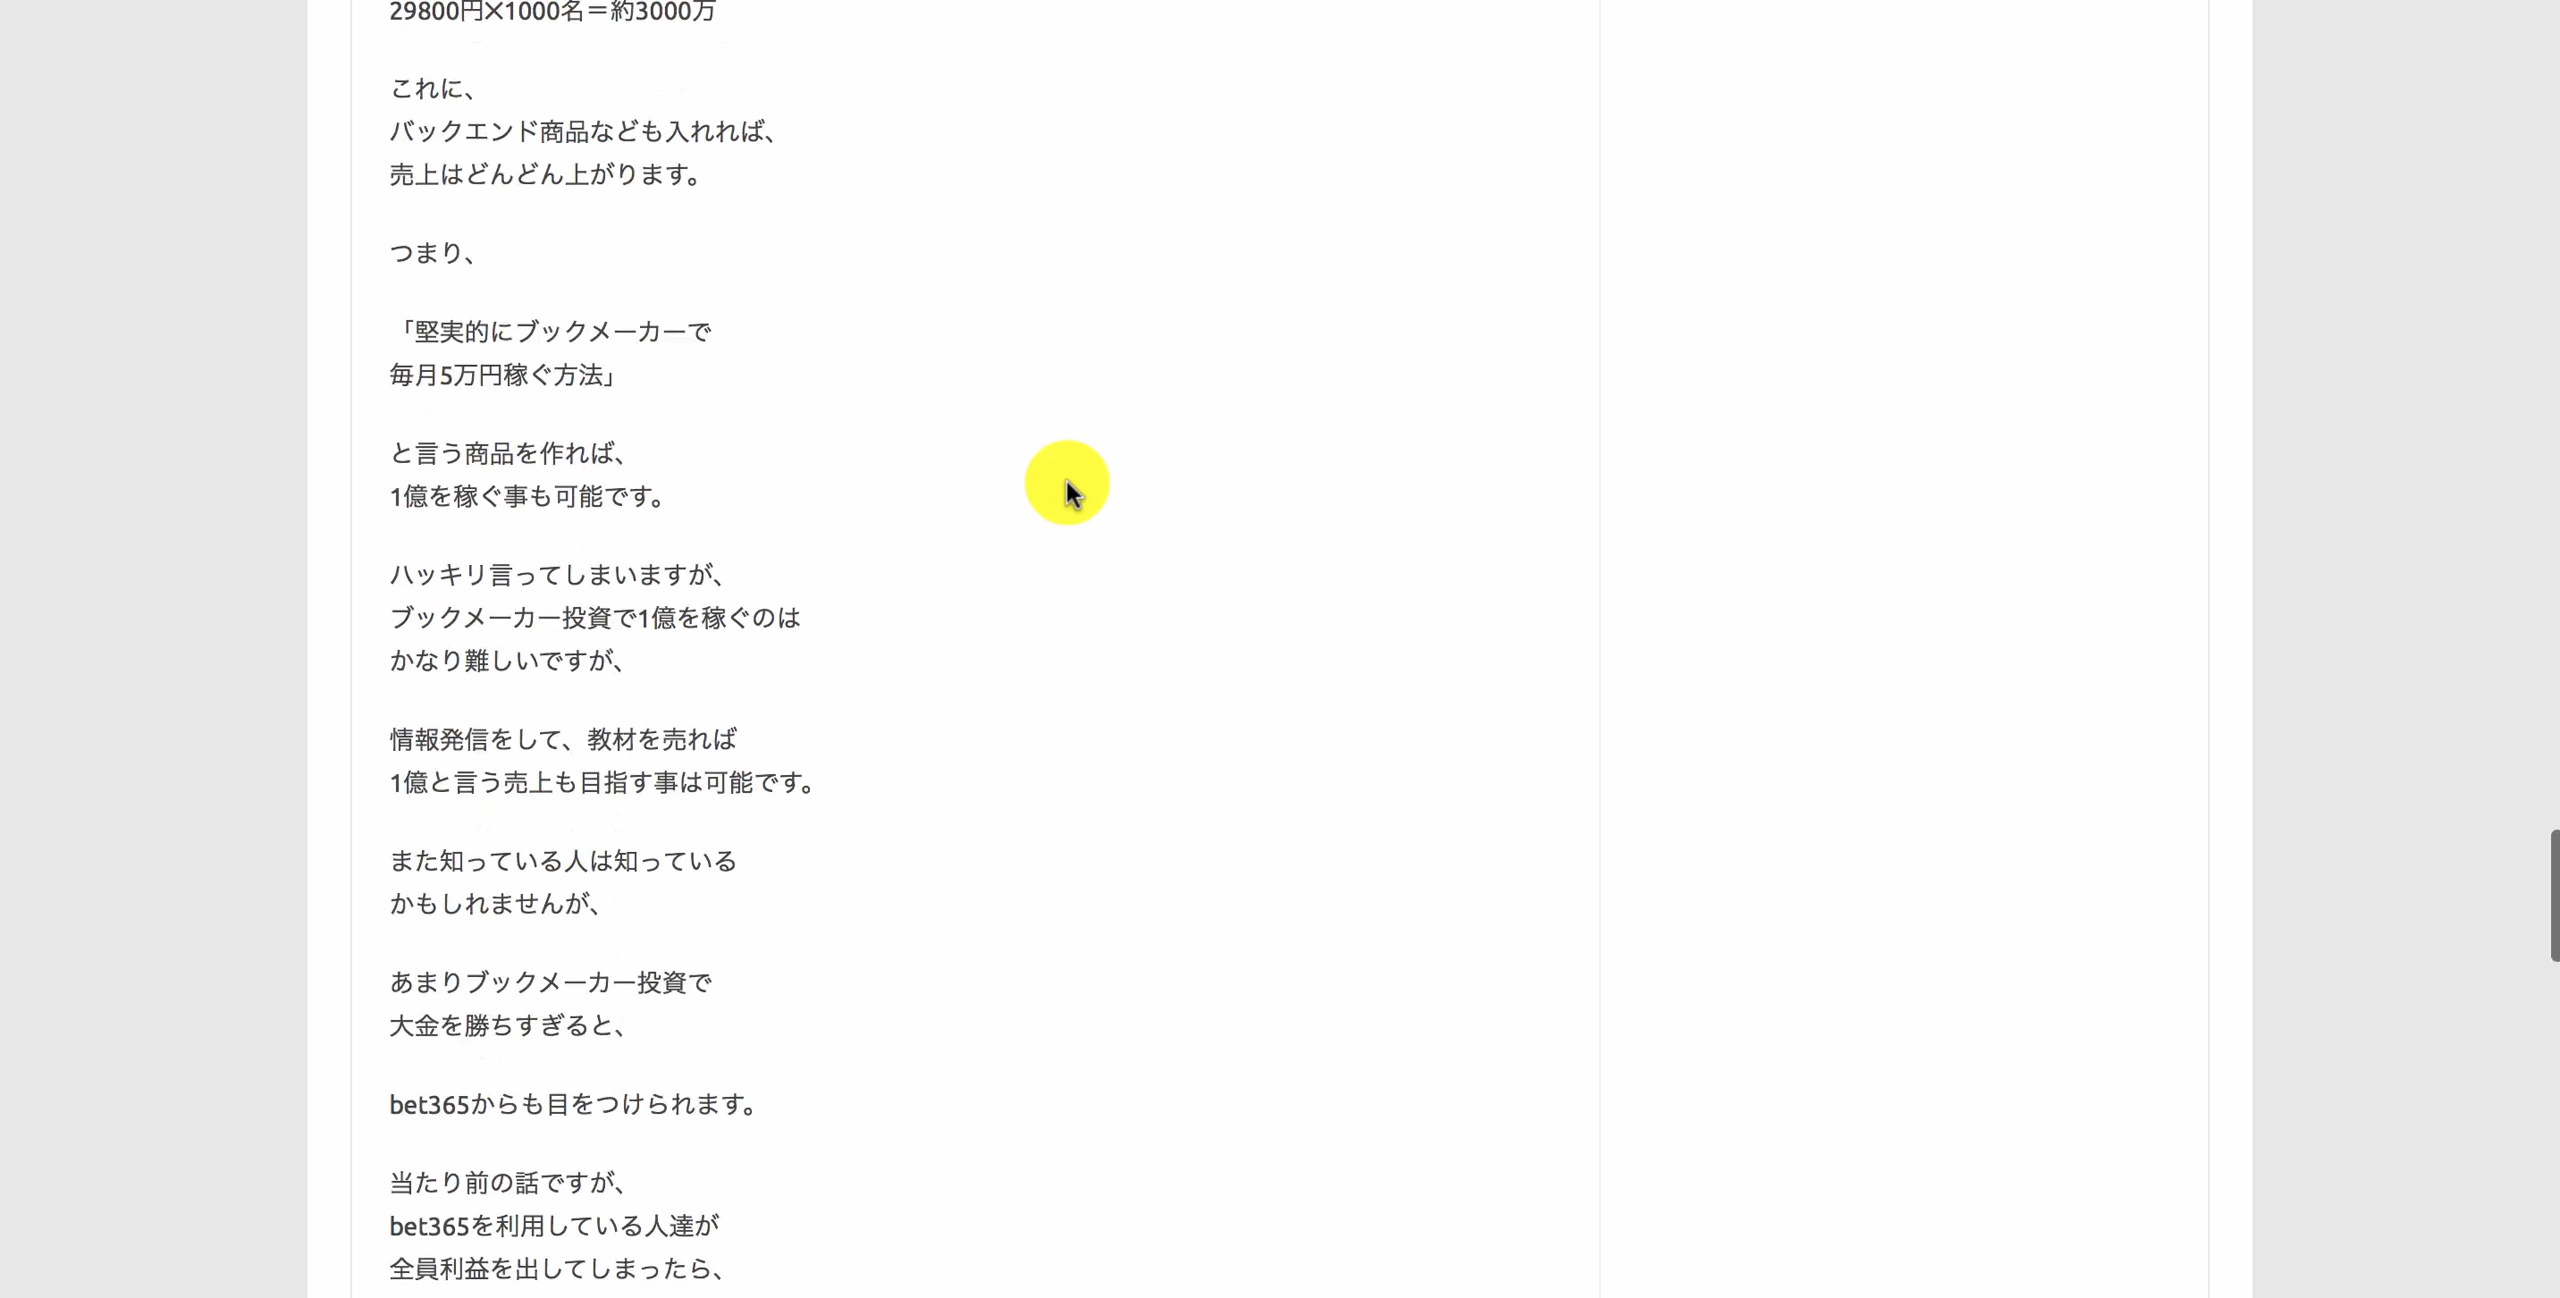 29800円×1000名＝約3000万
これに、
バックエンド商品なども入れれば、
売上はどんどん上がります。
つまり、
「堅実的にブックメーカーで
毎月5万円稼ぐ方法」
と言う商品を作れば、
1億を稼ぐ事も可能です。
ハッキリ言ってしまいますが、
ブックメーカー投資で1億を稼ぐのは
かなり難しいですが、
情報発信をして、教材を売れば
1億と言う売上も目指す事は可能です。
また知っている人は知っている
かもしれませんが、
あまりブックメーカー投資で
大金を勝ちすぎると、
bet365からも目をつけられます。
当たり前の話ですが、
bet365を利用している人達が
全員利益を出してしまったら、